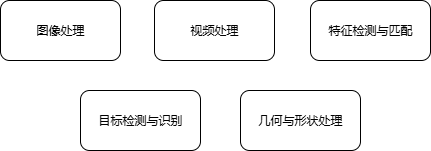 图像处理
视频处理
特征检测与匹配
目标检测与识别
几何与形状处理